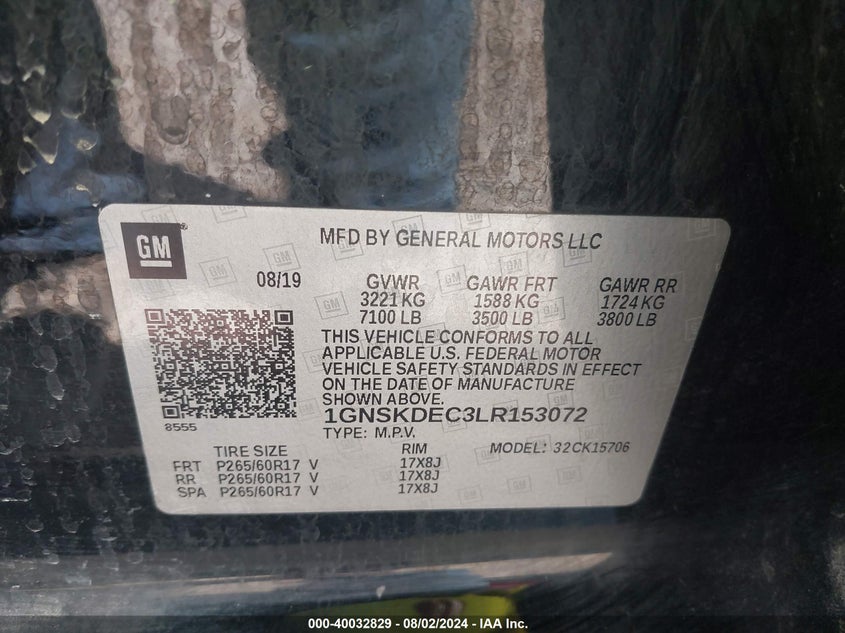 GM
MFD BY GENERAL MOTORS LLC
08/19
GVWR GAWR FRT GAWR RR
3221 KG 1588 KG 1724 KG
7100 LB 3500 LB 3800 LB
THIS VEHICLE CONFORMS TO ALL
APPLICABLE U.S. FEDERAL MOTOR
VEHICLE SAFETY STANDARDS IN EFFECT
ON THE DATE OF MANUFACTURE
SHOWN ABOVE.
8555
1GNSKDEC3LR153072
TYPE: M.P.V.
TIRE SIZE RIM MODEL: 32CK15706
FRT P265/60R17 V 17X8J
RR P265/60R17 V 17X8J
SPA P265/60R17 V 17X8J
000-40032829 - 08/02/2024 - IAA Inc.